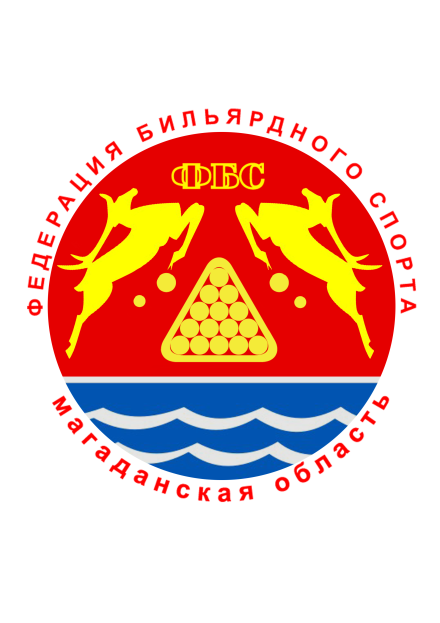 ФЕДЕРАЦИЯ БИЛЬЯРДНОГО СПОРТА
ФБС
магаданская область